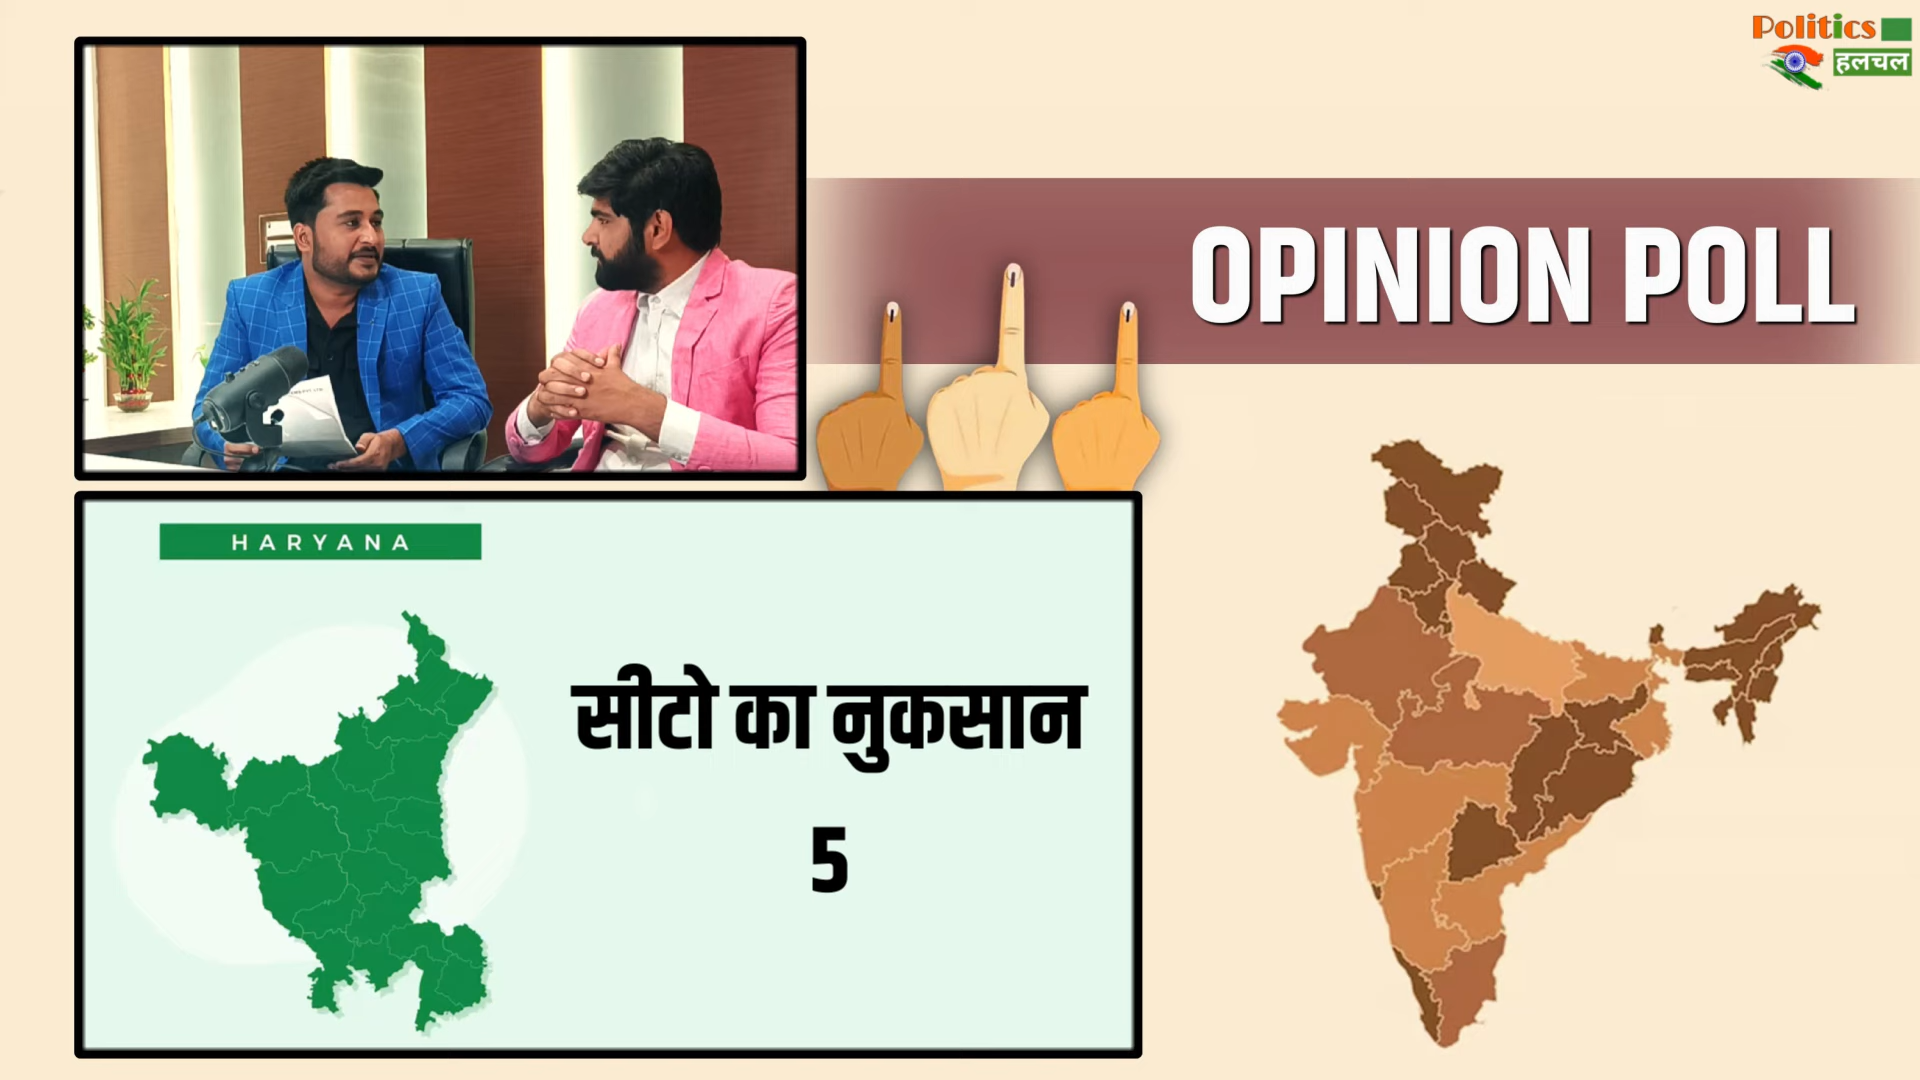 Politics
हलचल
OPINION POLL
HARYANA
सीटो का नुकसान
5